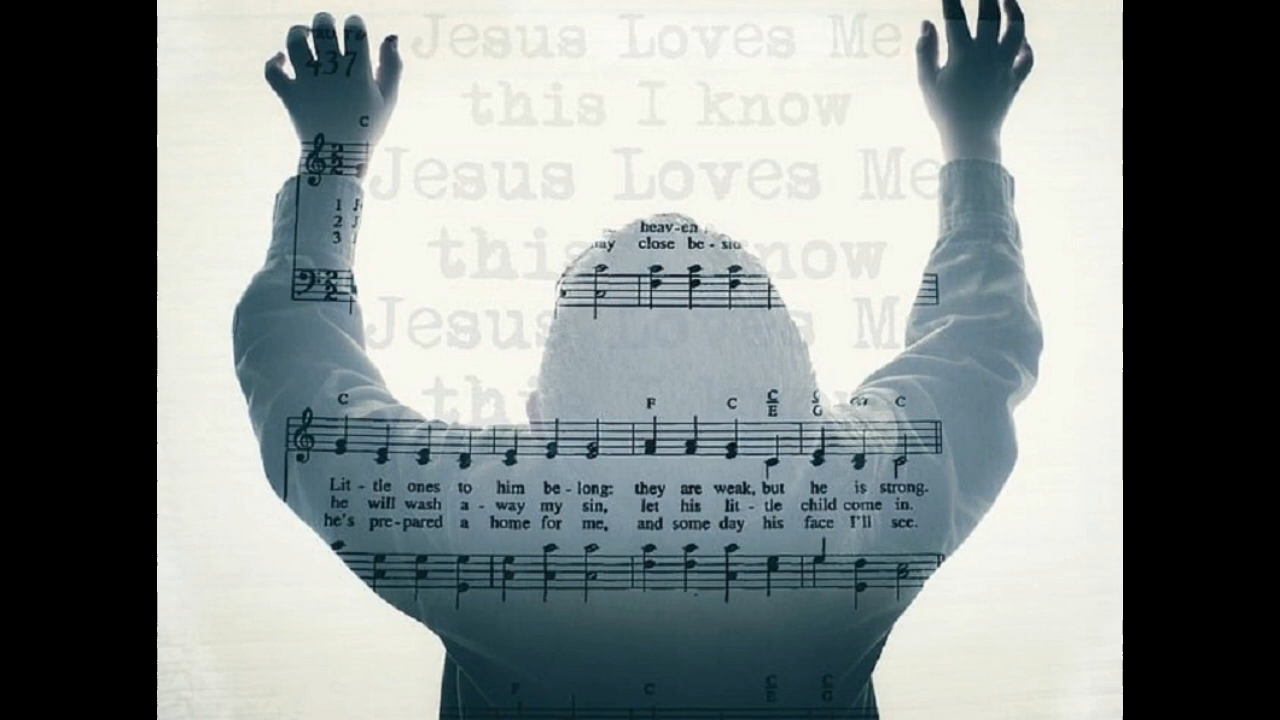 Jesus Loves Me
this I know
437
C
Jesus Loves Me
1
2
3
heav-en
close be - sid
this know
Jesus Loves M
C F C C/E G C
Lit - tle ones to him be - long: they are weak, but he is strong.
he will wash a - way my sin, let his lit - tle child come in.
he's pre-pared a home for me, and some day his face I'll see.
F C C/E C/G